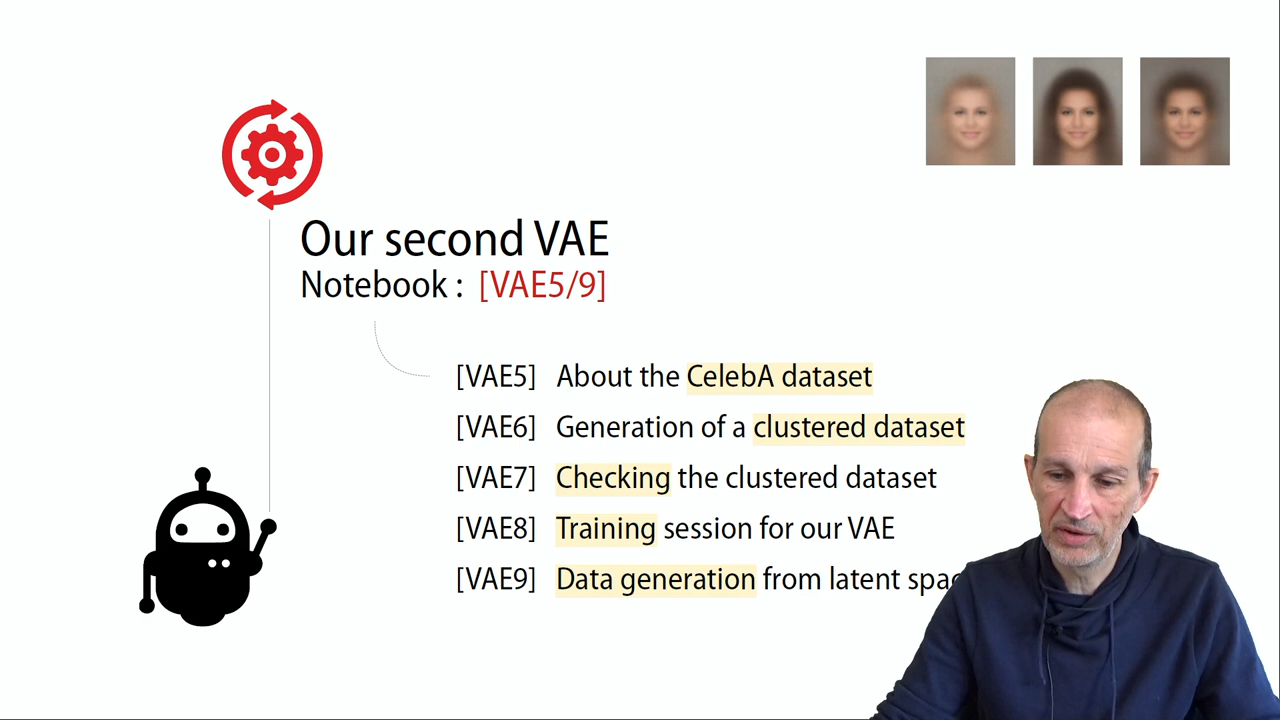 Our second VAE
Notebook : [VAE5/9]
[VAE5] About the CelebA dataset
[VAE6] Generation of a clustered dataset
[VAE7] Checking the clustered dataset
[VAE8] Training session for our VAE
[VAE9] Data generation from latent